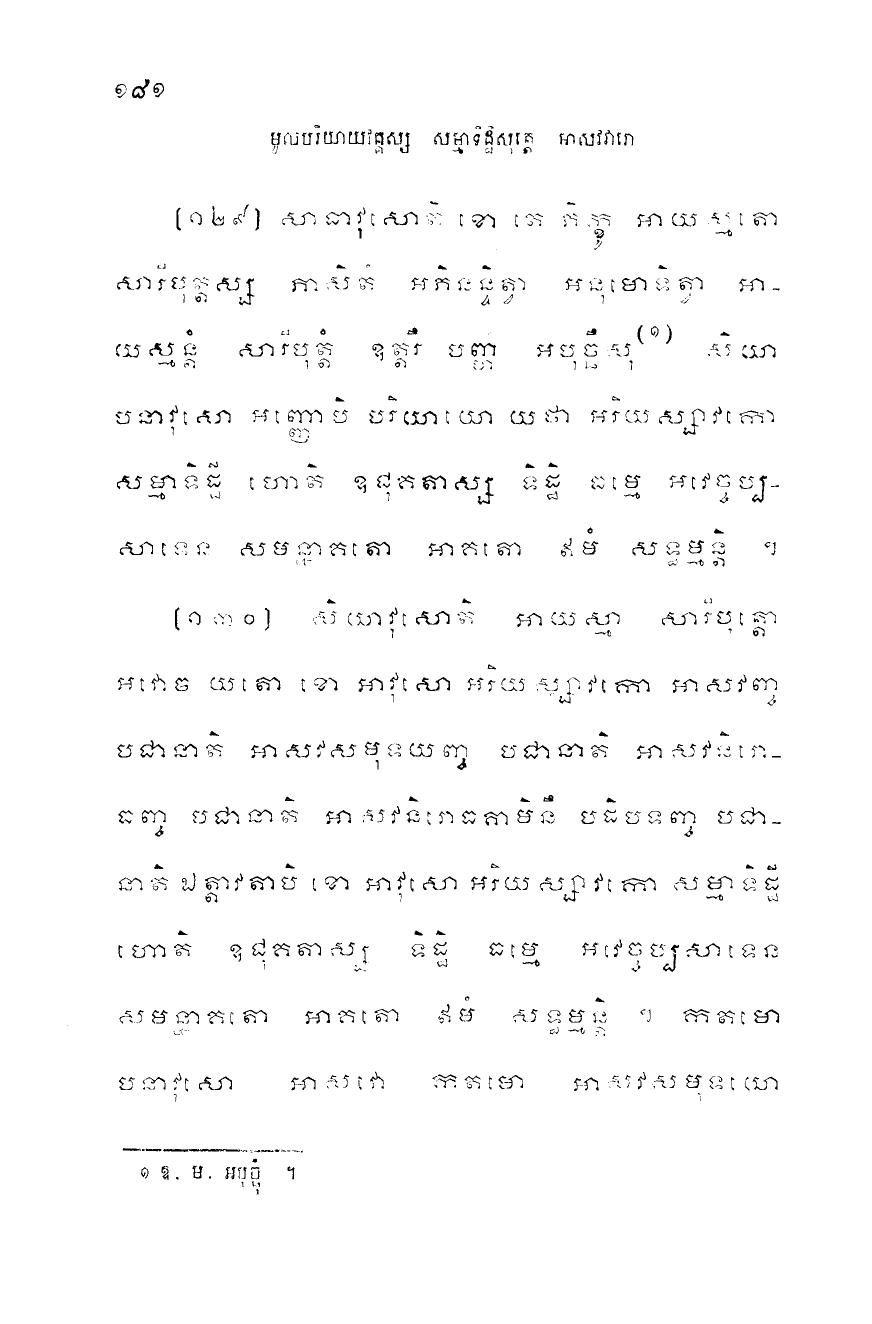 ១៨១
មូលបរិយាយវគ្គស្ស សម្មាទិដ្ឋិសុត្តេ អាសវវារោ
(១២៩) សាធាវុសោតិ ខោ តេ ភិក្ខូ អាយស្មតោ
សារីបុត្តស្ស ភាសិតំ អភិនន្ទិត្វា អនុមោទិត្វា អា-
យស្មន្តំ សារីបុត្តំ ឧត្តរឹ បញ្ហំ អបុច្ឆឹសុ(១) សិយា
បនាវុសោ អញ្ញោបិ បរិយាយោ យថា អរិយស្សាវកោ
សម្មាទិដ្ឋី ហោតិ ឧជុគតាស្ស ទិដ្ឋិ ធម្មេ អវេច្ចប្ប-
សាទេន សមន្នាគតោ អាគតោ ឥមំ សទ្ធម្មន្តិ ។
(១៣០) សិយាវុសោតិ អាយស្មា សារីបុត្តោ
អវោច យតោ ខោ អាវុសោ អរិយស្សាវកោ អាសវញ្ច
បជានាតិ អាសវសមុទយញ្ច បជានាតិ អាសវនិរោ-
ធញ្ច បជានាតិ អាសវនិរោធគាមិនឹ បដិបទញ្ច បជា-
នាតិ ឯត្តាវតាបិ ខោ អាវុសោ អរិយស្សាវកោ សម្មាទិដ្ឋី
ហោតិ ឧជុគតាស្ស ទិដ្ឋិ ធម្មេ អវេច្ចប្បសាទេន
សមន្នាគតោ អាគតោ ឥមំ សទ្ធម្មន្តិ ។ កតមោ
បនាវុសោ អាសវោ កតមោ អាសវសមុទយោ
១ ឱ. ម. អបុច្ឆុំ ។